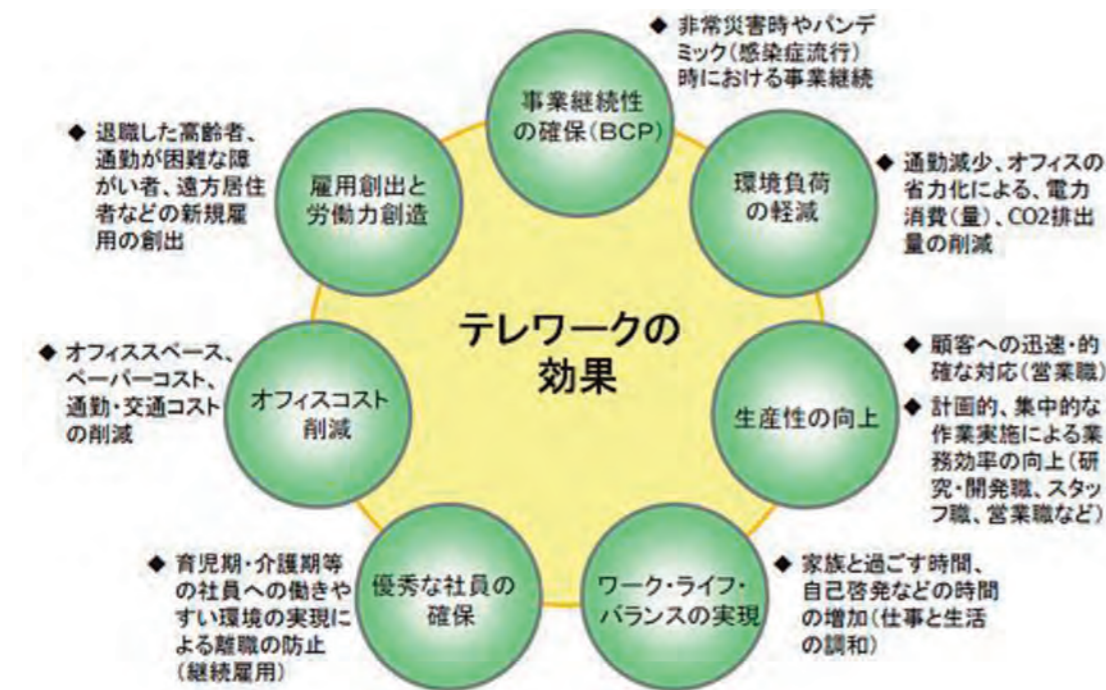 テレワークの
効果
事業継続性
の確保(BCP)
◆ 非常災害時やパンデ
ミック(感染症流行)
時における事業継続
環境負荷
の軽減
◆ 通勤減少、オフィスの
省力化による、電力
消費(量)、CO2排出
量の削減
生産性の向上
◆ 顧客への迅速・的
確な対応(営業職)
◆ 計画的、集中的な
作業実施による業
務効率の向上(研
究・開発職、スタッ
フ職、営業職など)
ワーク・ライフ・
バランスの実現
◆ 家族と過ごす時間、
自己啓発などの時間
の増加(仕事と生活
の調和)
優秀な社員の
確保
◆ 育児期・介護期等
の社員への働きや
すい環境の実現に
よる離職の防止
(継続雇用)
オフィスコスト
削減
◆ オフィススペース、
ペーパーコスト、
通勤・交通コスト
の削減
雇用創出と
労働力創造
◆ 退職した高齢者、
通勤が困難な障
がい者、遠方居住
者などの新規雇
用の創出